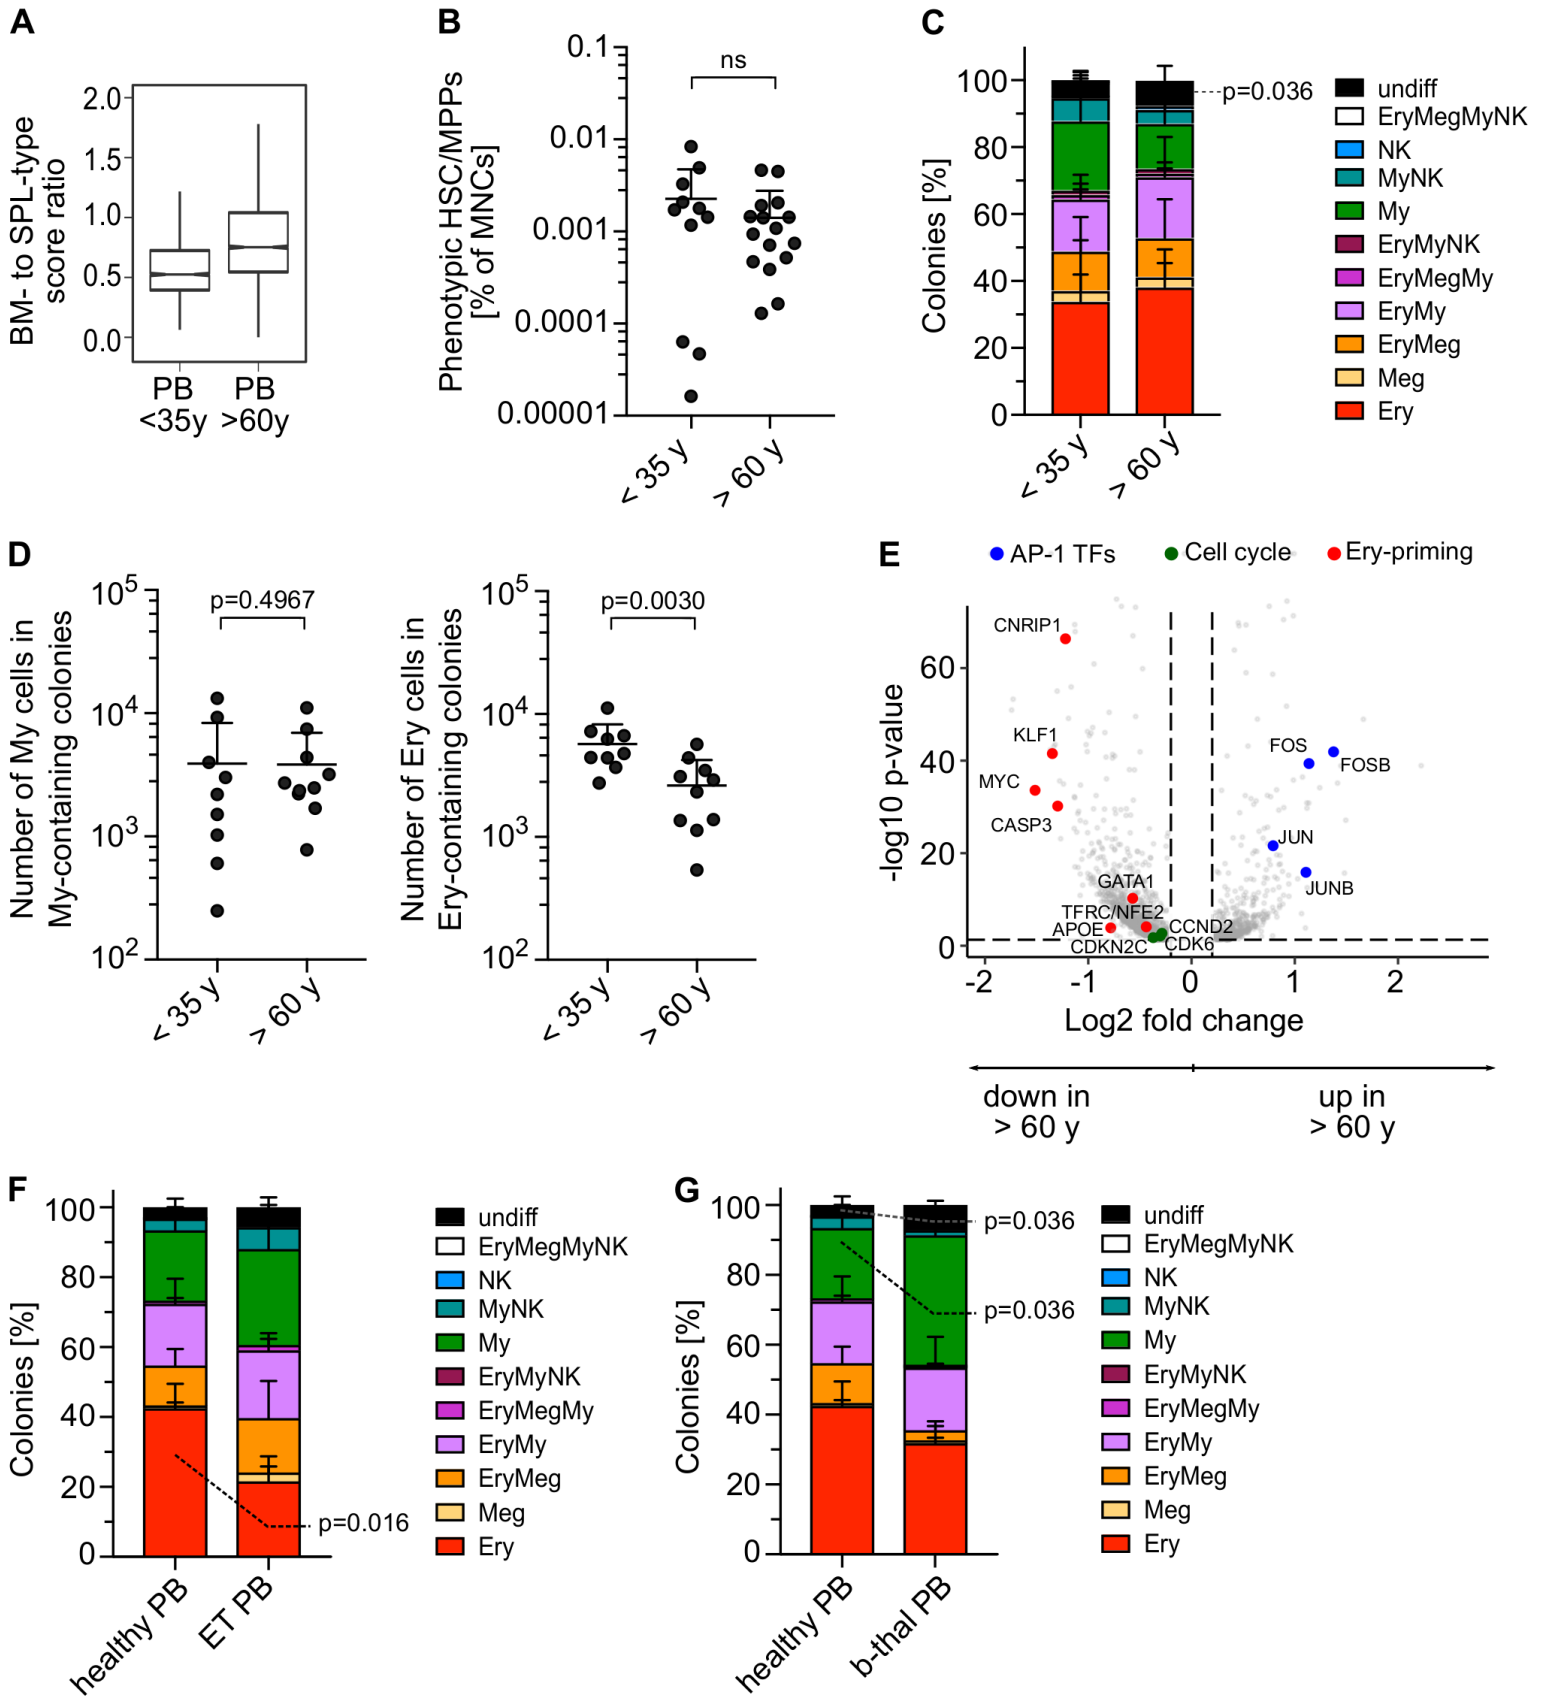 A
BM- to SPL-type
score ratio
2.0
1.5
1.0
0.5
0.0
PB
<35y
PB
>60y
B
Phenotypic HSC/MPPs
[% of MNCs]
0.1
0.01
0.001
0.0001
0.00001
ns
< 35 y
> 60 y
C
Colonies [%]
100
80
60
40
20
0
p=0.036
< 35 y
> 60 y
undiff
EryMegMyNK
NK
MyNK
My
EryMyNK
EryMegMy
EryMy
EryMeg
Meg
Ery
D
Number of My cells in
My-containing colonies
10^5
10^4
10^3
10^2
p=0.4967
< 35 y
> 60 y
Number of Ery cells in
Ery-containing colonies
10^5
10^4
10^3
10^2
p=0.0030
< 35 y
> 60 y
E
AP-1 TFs
Cell cycle
Ery-priming
-log10 p-value
60
40
20
0
CNRIP1
KLF1
MYC
CASP3
FOS
FOSB
JUN
JUNB
GATA1
TFRC/NFE2
APOE
CCND2
CDKN2C
CDK6
-2
-1
0
1
2
Log2 fold change
down in
> 60 y
up in
> 60 y
F
Colonies [%]
100
80
60
40
20
0
p=0.016
healthy PB
ET PB
undiff
EryMegMyNK
NK
MyNK
My
EryMyNK
EryMegMy
EryMy
EryMeg
Meg
Ery
G
Colonies [%]
100
80
60
40
20
0
p=0.036
p=0.036
healthy PB
b-thal PB
undiff
EryMegMyNK
NK
MyNK
My
EryMyNK
EryMegMy
EryMy
EryMeg
Meg
Ery